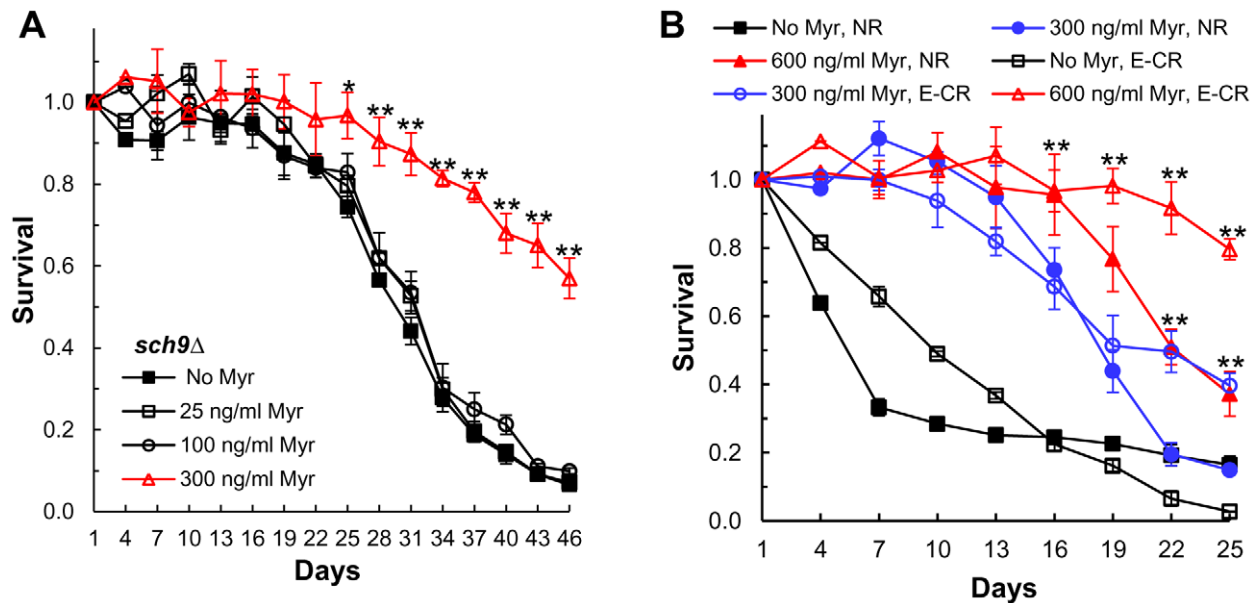 A
Survival
1.0
0.8
0.6
0.4
0.2
0.0
* ** ** ** ** ** ** **
sch9Δ
No Myr
25 ng/ml Myr
100 ng/ml Myr
300 ng/ml Myr
1 4 7 10 13 16 19 22 25 28 31 34 37 40 43 46
Days
B
No Myr, NR
300 ng/ml Myr, NR
600 ng/ml Myr, NR
No Myr, E-CR
300 ng/ml Myr, E-CR
600 ng/ml Myr, E-CR
Survival
1.0
0.8
0.6
0.4
0.2
0.0
** ** ** **
** **
1 4 7 10 13 16 19 22 25
Days